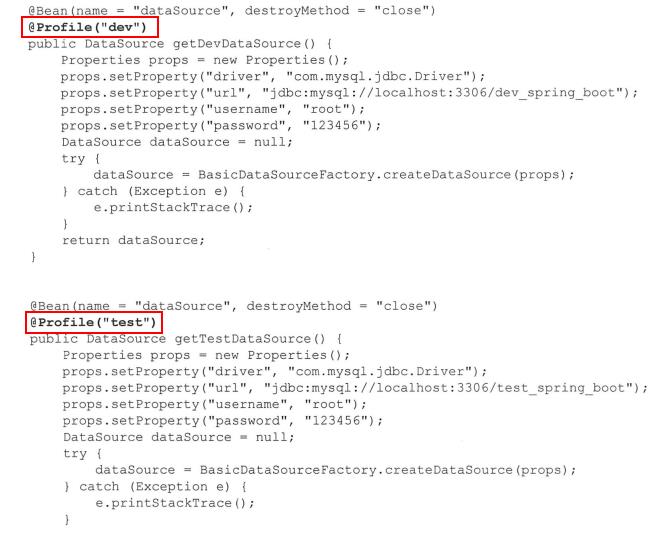 @Bean(name = "dataSource", destroyMethod = "close")
@Profile("dev")
public DataSource getDevDataSource() {
    Properties props = new Properties();
    props.setProperty("driver", "com.mysql.jdbc.Driver");
    props.setProperty("url", "jdbc:mysql://localhost:3306/dev_spring_boot");
    props.setProperty("username", "root");
    props.setProperty("password", "123456");
    DataSource dataSource = null;
    try {
        dataSource = BasicDataSourceFactory.createDataSource(props);
    } catch (Exception e) {
        e.printStackTrace();
    }
    return dataSource;
}
@Bean(name = "dataSource", destroyMethod = "close")
@Profile("test")
public DataSource getTestDataSource() {
    Properties props = new Properties();
    props.setProperty("driver", "com.mysql.jdbc.Driver");
    props.setProperty("url", "jdbc:mysql://localhost:3306/test_spring_boot");
    props.setProperty("username", "root");
    props.setProperty("password", "123456");
    DataSource dataSource = null;
    try {
        dataSource = BasicDataSourceFactory.createDataSource(props);
    } catch (Exception e) {
        e.printStackTrace();
    }